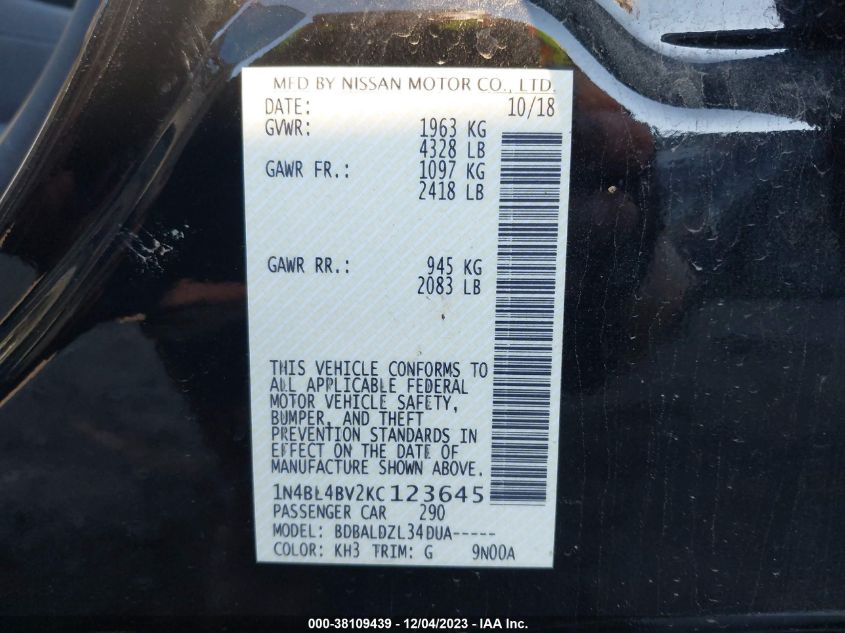 MFD BY NISSAN MOTOR CO., LTD.
DATE: 10/18
GVWR: 1963 KG
4328 LB
GAWR FR.: 1097 KG
2418 LB
GAWR RR.: 945 KG
2083 LB
THIS VEHICLE CONFORMS TO
ALL APPLICABLE FEDERAL
MOTOR VEHICLE SAFETY,
BUMPER, AND THEFT
PREVENTION STANDARDS IN
EFFECT ON THE DATE OF
MANUFACTURE SHOWN ABOVE.
1N4BL4BV2KC123645
PASSENGER CAR 290
MODEL: BDBALDZL34DUA-----
COLOR: KH3 TRIM: G 9N00A
000-38109439 - 12/04/2023 - IAA Inc.